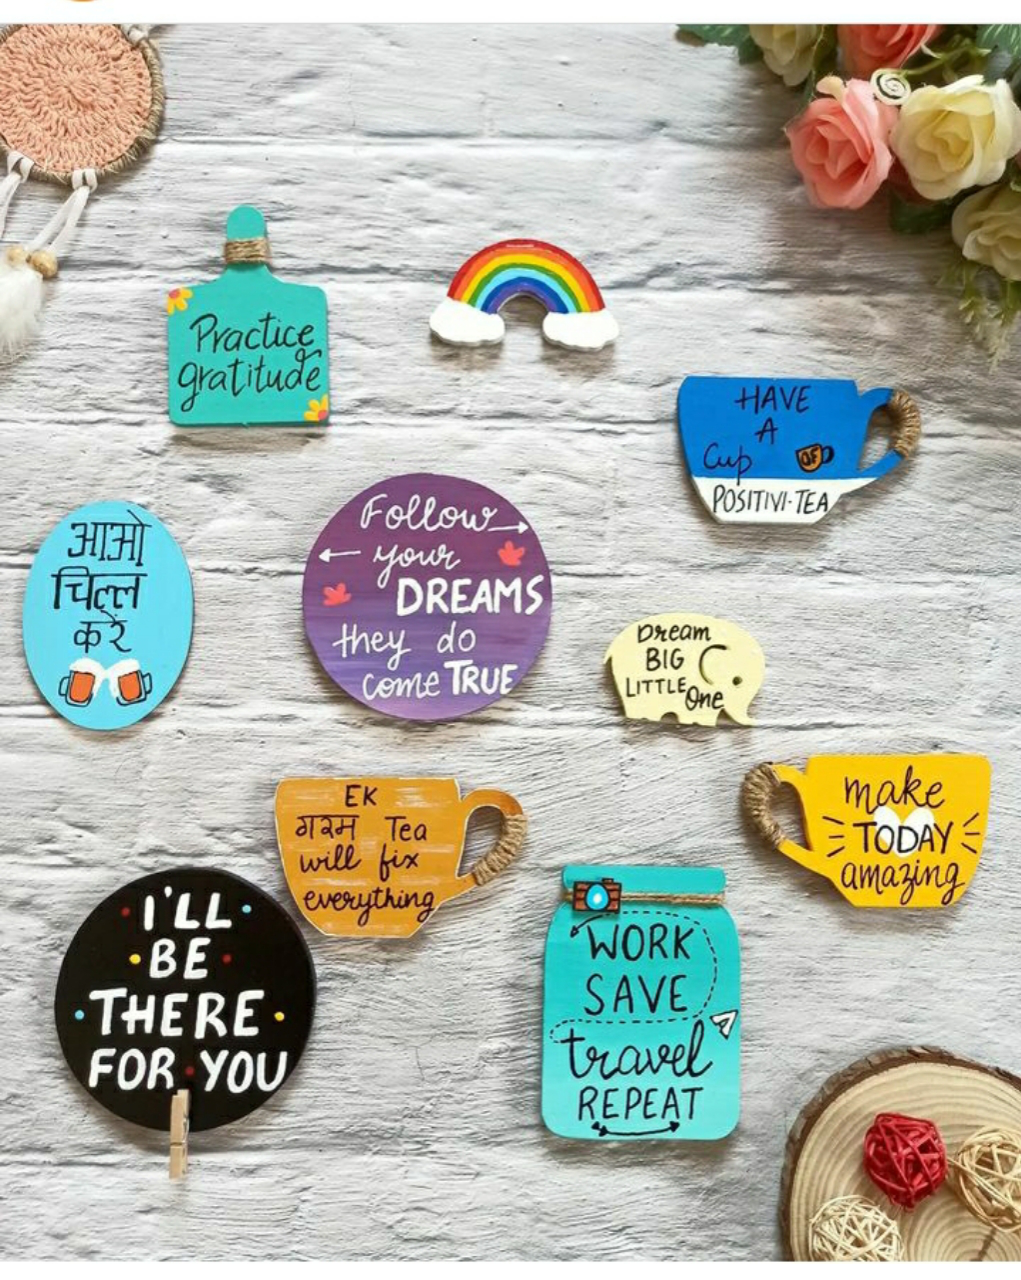 Practice
gratitude
HAVE
A
Cup OF
POSITIVI-TEA
आओ
चिल्ल
करें
Follow
your
DREAMS
they do
come TRUE
Dream
BIG
LITTLE
One
EK
गरम Tea
will fix
everything
make
TODAY
amazing
I'LL
BE
THERE
FOR YOU
WORK
SAVE
travel
REPEAT